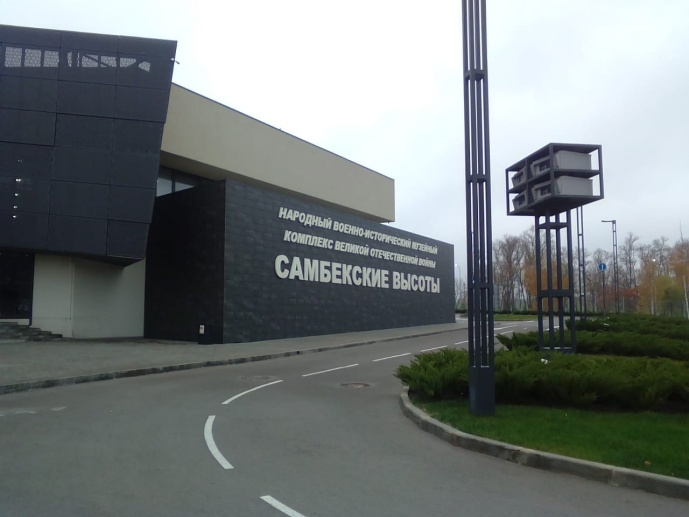 НАРОДНЫЙ ВОЕННО-ИСТОРИЧЕСКИЙ МУЗЕЙНЫЙ
КОМПЛЕКС ВЕЛИКОЙ ОТЕЧЕСТВЕННОЙ ВОЙНЫ
САМБЕКСКИЕ ВЫСОТЫ